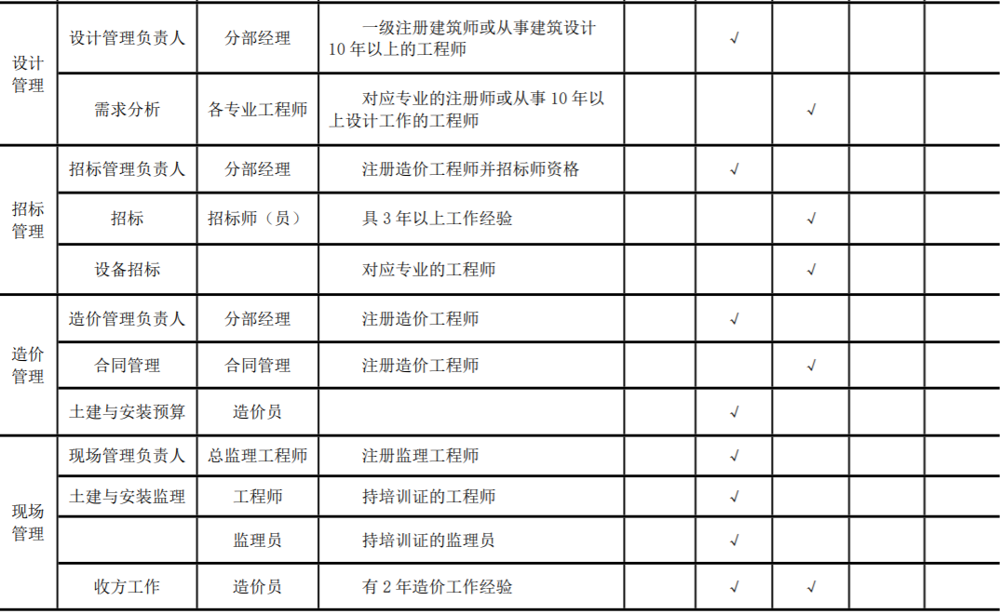 设计管理负责人 分部经理 一级注册建筑师或从事建筑设计
10 年以上的工程师 √
设计
管理
需求分析 各专业工程师 对应专业的注册师或从事 10 年以
上设计工作的工程师 √
招标管理负责人 分部经理 注册造价工程师并招标师资格 √
招标
管理
招标 招标师（员） 具 3 年以上工作经验 √
设备招标 对应专业的工程师 √
造价管理负责人 分部经理 注册造价工程师 √
造价
管理
合同管理 合同管理 注册造价工程师 √
土建与安装预算 造价员 √
现场管理负责人 总监理工程师 注册监理工程师 √
土建与安装监理 工程师 持培训证的工程师 √
现场
管理
监理员 持培训证的监理员 √
收方工作 造价员 有 2 年造价工作经验 √ √